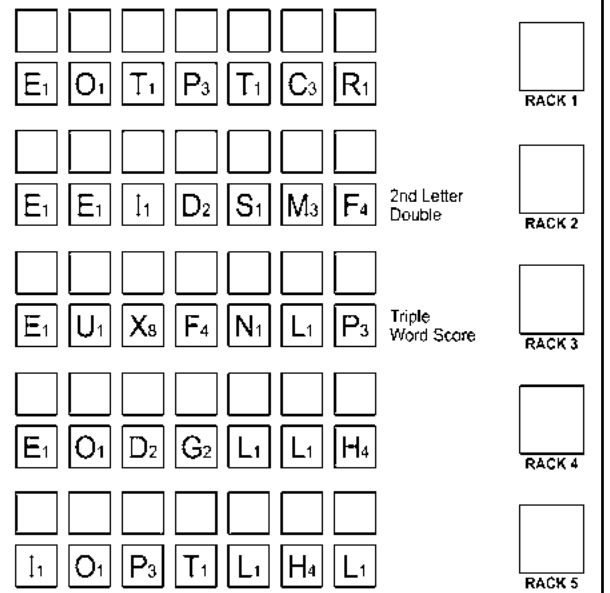 E1 O1 T1 P3 T1 C3 R1
RACK 1
E1 E1 I1 D2 S1 M3 F4
2nd Letter
Double
RACK 2
E1 U1 X8 F4 N1 L1 P3
Triple
Word Score
RACK 3
E1 O1 D2 G2 L1 L1 H4
RACK 4
I1 O1 P3 T1 L1 H4 L1
RACK 5